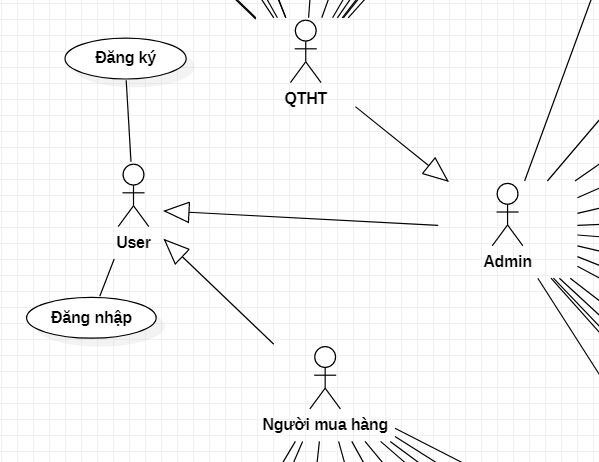 Đăng ký
QTHT
User
Admin
Đăng nhập
Người mua hàng